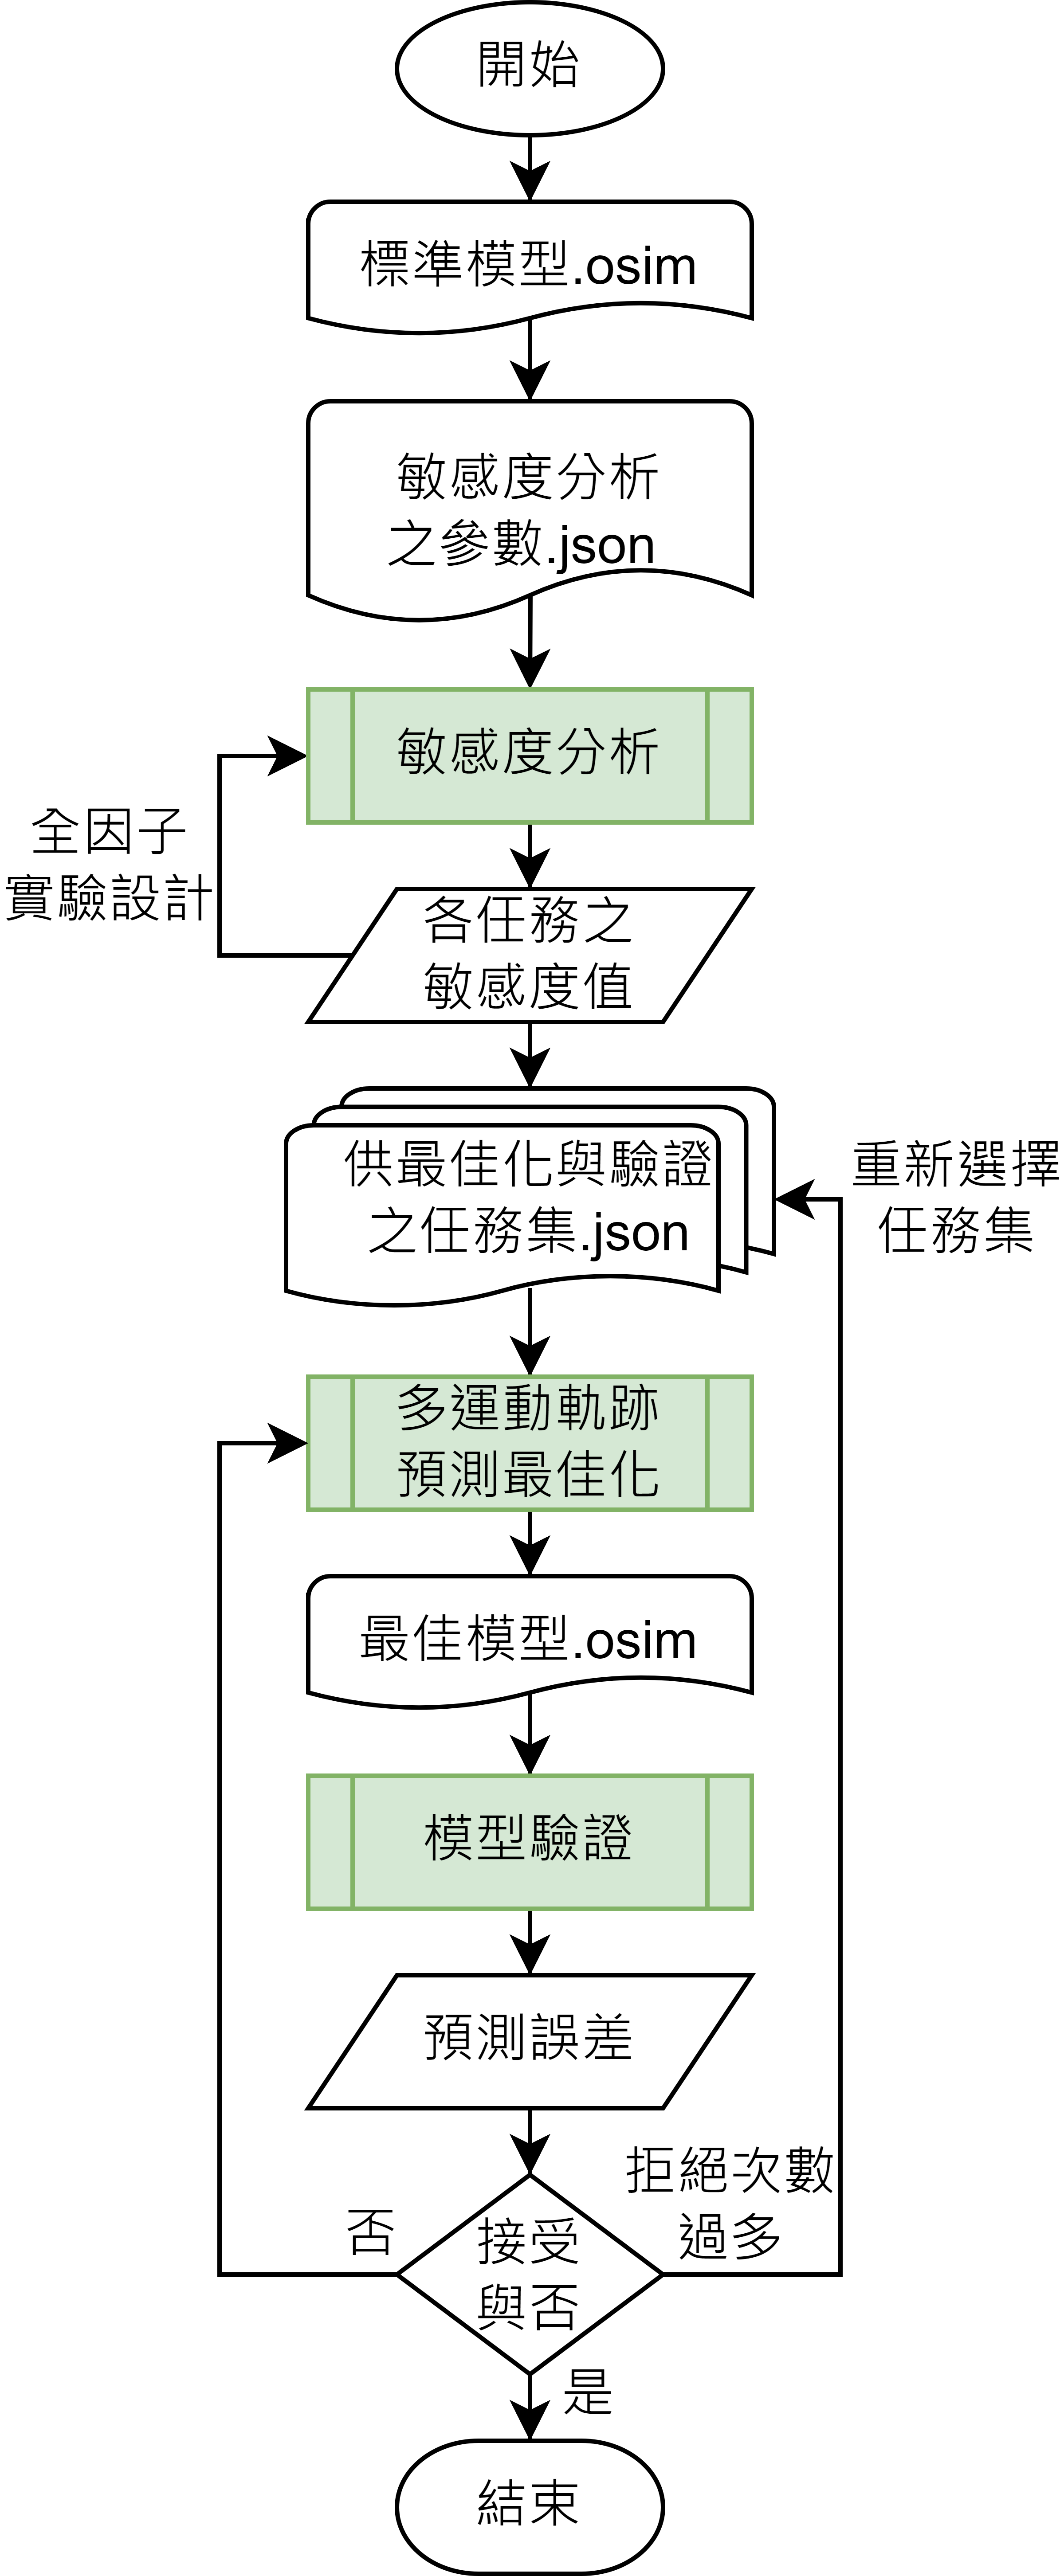 開始
標準模型.osim
敏感度分析
之參數.json
敏感度分析
全因子
實驗設計
各任務之
敏感度值
供最佳化與驗證
之任務集.json
重新選擇
任務集
多運動軌跡
預測最佳化
最佳模型.osim
模型驗證
預測誤差
拒絕次數
過多
否
接受
與否
是
結束